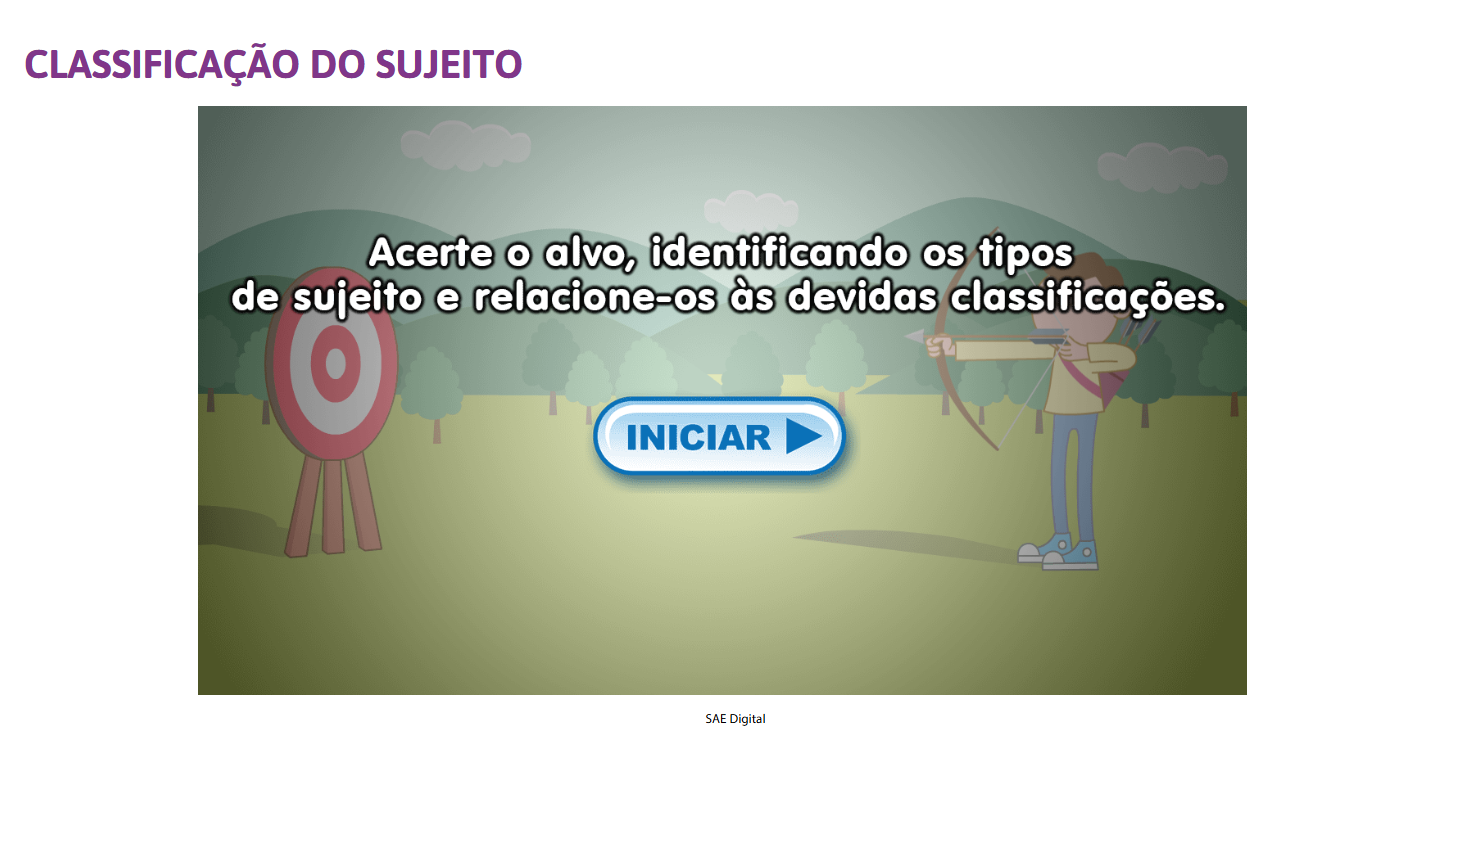 CLASSIFICAÇÃO DO SUJEITO
Acerte o alvo, identificando os tipos
de sujeito e relacione-os às devidas classificações.
INICIAR
SAE Digital